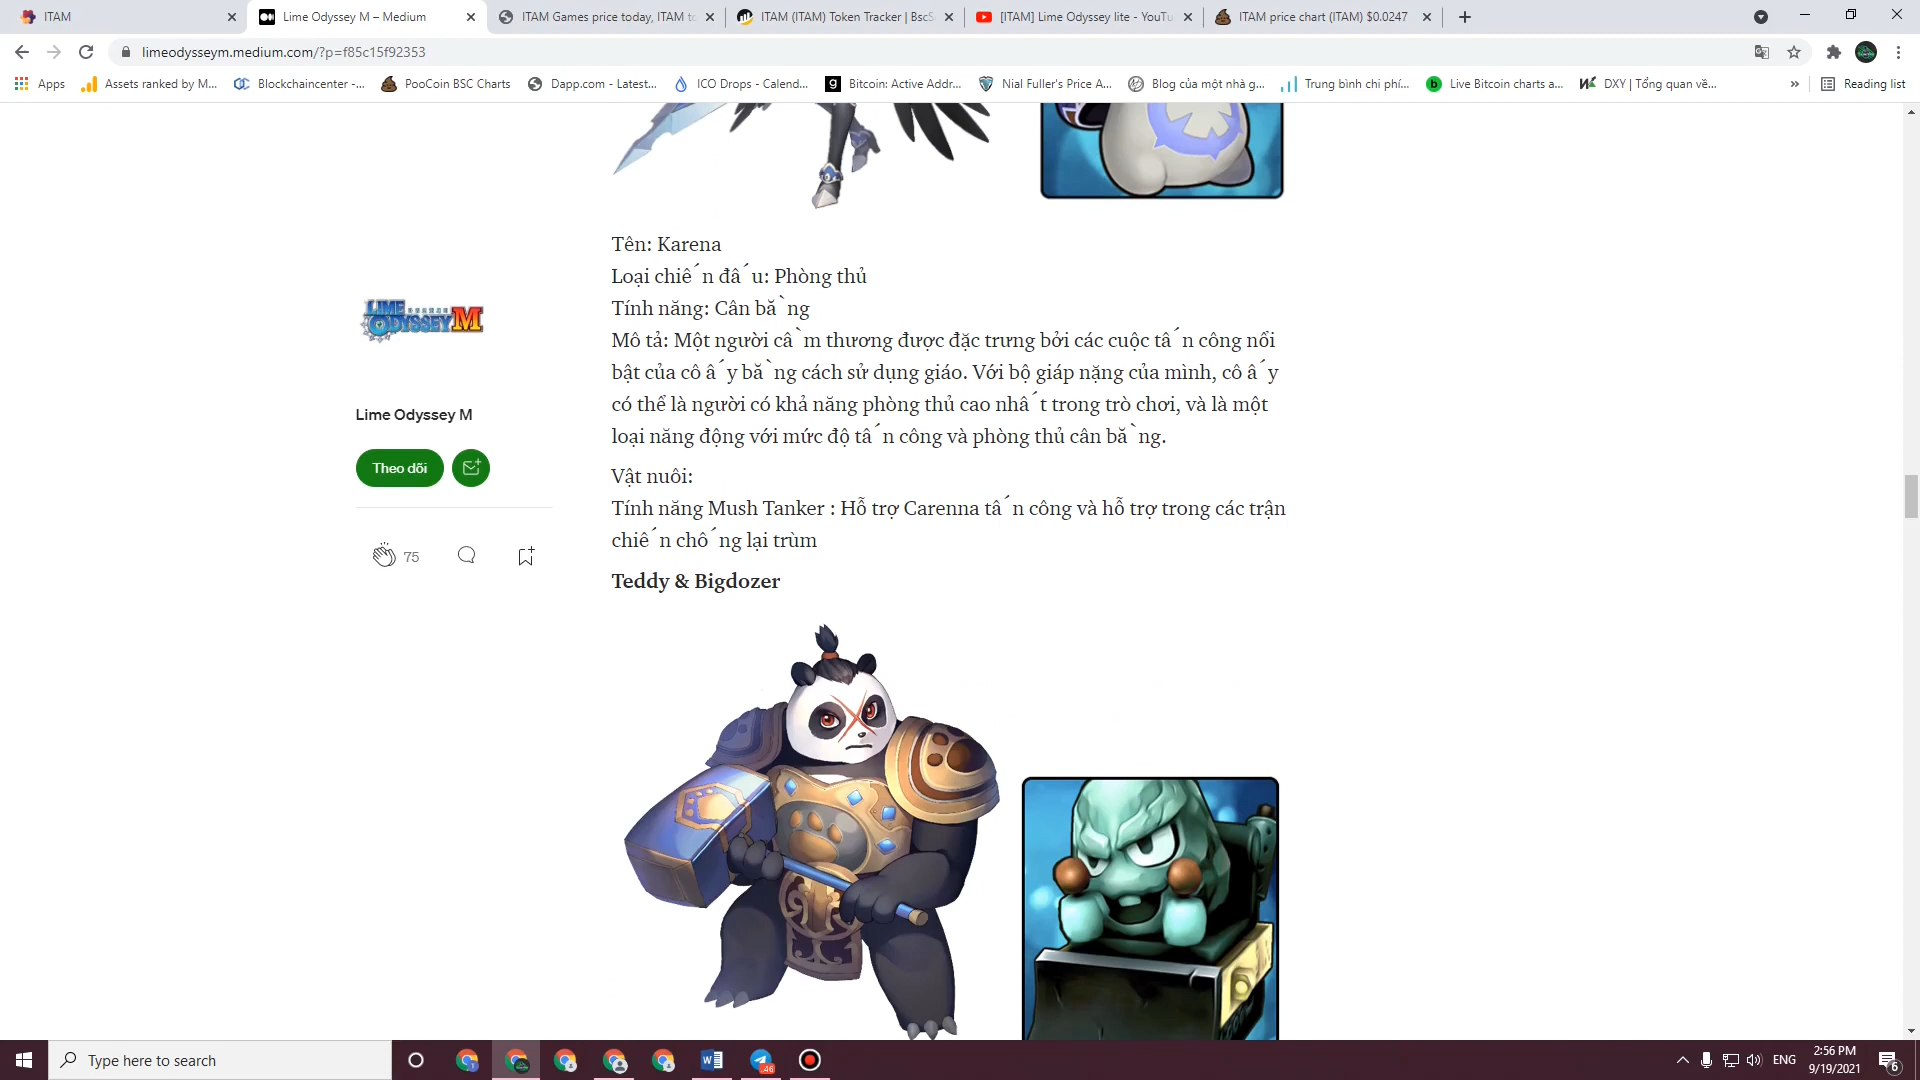 ITAM
Lime Odyssey M – Medium
ITAM Games price today, ITAM to
ITAM (ITAM) Token Tracker | BscS
[ITAM] Lime Odyssey lite - YouTu
ITAM price chart (ITAM) $0.0247
limeodysseym.medium.com/?p=f85c15f92353
Apps
Assets ranked by M...
Blockchaincenter -...
PooCoin BSC Charts
Dapp.com - Latest...
ICO Drops - Calend...
Bitcoin: Active Addr...
Nial Fuller's Price A...
Blog của một nhà g...
Trung bình chi phí...
Live Bitcoin charts a...
DXY | Tổng quan về...
»
Reading list
Tên: Karena
Loại chiến đấu: Phòng thủ
Tính năng: Cân bằng
Mô tả: Một người cầm thương được đặc trưng bởi các cuộc tấn công nổi
bật của cô ấy bằng cách sử dụng giáo. Với bộ giáp nặng của mình, cô ấy
có thể là người có khả năng phòng thủ cao nhất trong trò chơi, và là một
loại năng động với mức độ tấn công và phòng thủ cân bằng.
Vật nuôi:
Tính năng Mush Tanker : Hỗ trợ Carenna tấn công và hỗ trợ trong các trận
chiến chống lại trùm
Teddy & Bigdozer
LIME ODYSSEY M
Lime Odyssey M
Theo dõi
75
Type here to search
46
ENG
2:56 PM
9/19/2021
6